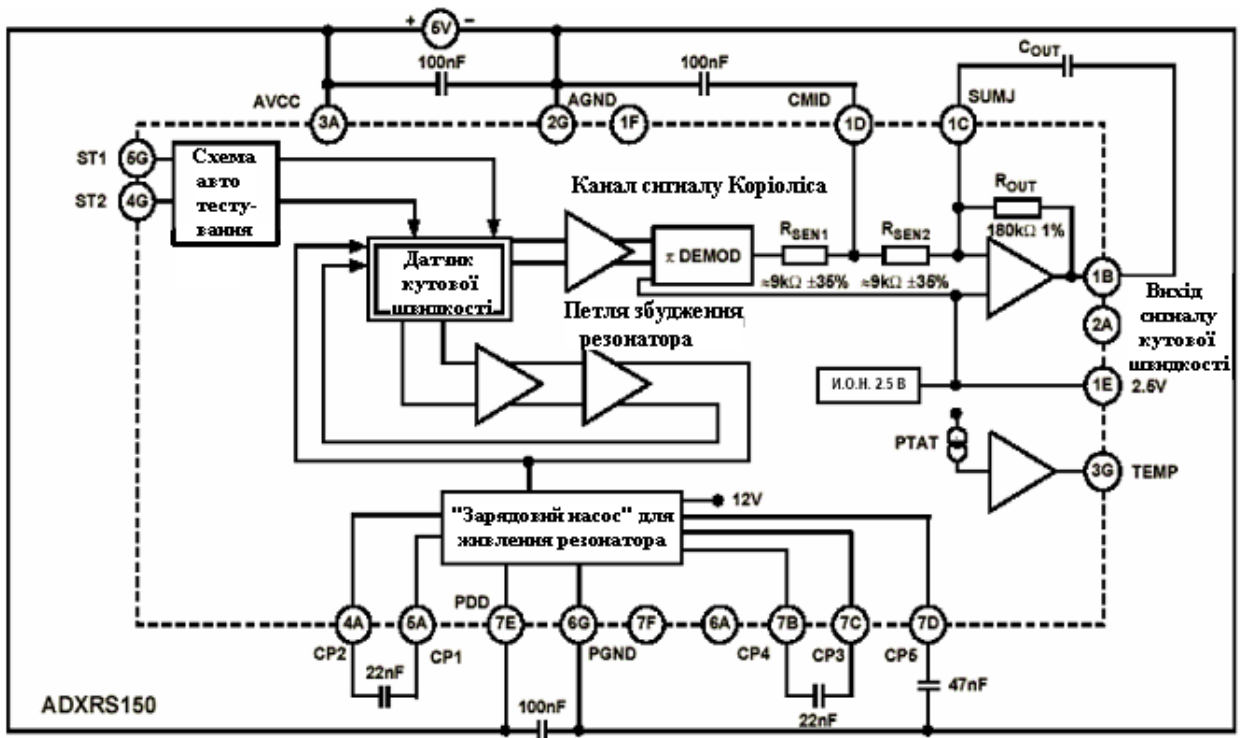 + 5V −
100nF
100nF
COUT
AVCC
AGND
CMID
SUMJ
3A
2G
1F
1D
1C
ST1
5G
ST2
4G
Схема
авто
тесту-
вання
Канал сигналу Коріоліса
ROUT
180kΩ 1%
Датчик
кутової
швидкості
π DEMOD
RSEN1
≈9kΩ ±35%
RSEN2
≈9kΩ ±35%
1B
2A
Вихід
сигналу
кутової
швидкості
Петля збудження
резонатора
И.О.Н. 2.5 В
1E
2.5V
PTAT
3G
TEMP
"Зарядовий насос" для
живлення резонатора
12V
PDD
4A
5A
7E
6G
7F
6A
7B
7C
7D
CP2
CP1
PGND
CP4
CP3
CP5
22nF
47nF
100nF
22nF
ADXRS150